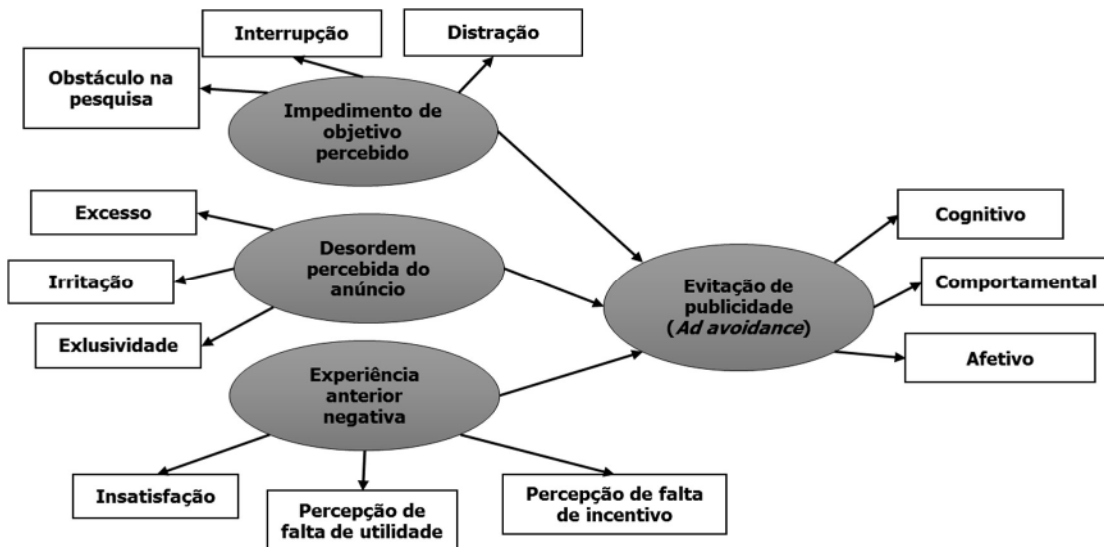 Interrupção
Distração
Obstáculo na
pesquisa
Impedimento de
objetivo
percebido
Excesso
Desordem
percebida do
anúncio
Irritação
Exlusividade
Evitação de
publicidade
(Ad avoidance)
Cognitivo
Comportamental
Afetivo
Experiência
anterior
negativa
Insatisfação
Percepção de
falta de utilidade
Percepção de falta
de incentivo